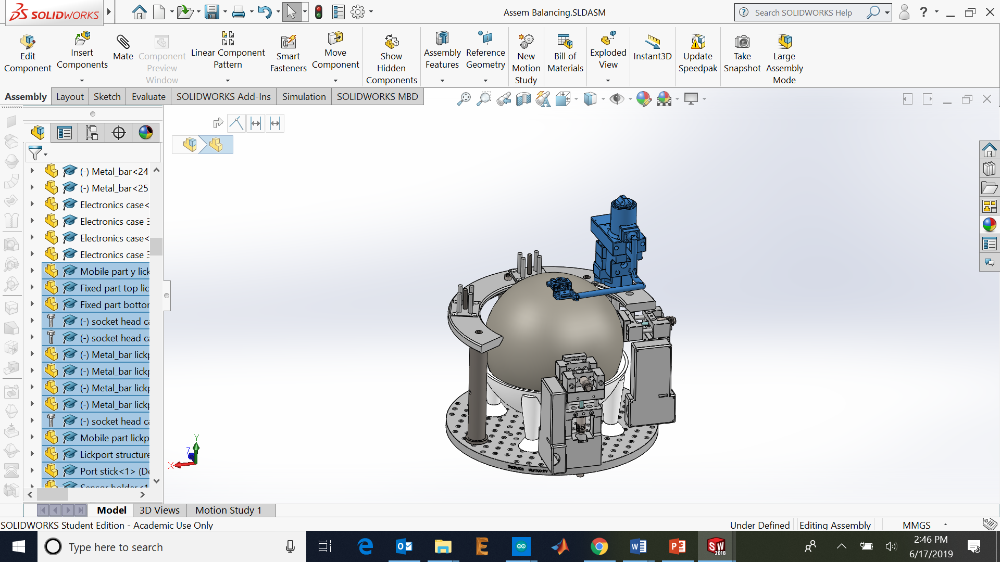 SOLIDWORKS
Assem Balancing.SLDASM
Search SOLIDWORKS Help
Edit Component
Insert Components
Mate
Component Preview Window
Linear Component Pattern
Smart Fasteners
Move Component
Show Hidden Components
Assembly Features
Reference Geometry
New Motion Study
Bill of Materials
Exploded View
Instant3D
Update Speedpak
Take Snapshot
Large Assembly Mode
Assembly
Layout
Sketch
Evaluate
SOLIDWORKS Add-Ins
Simulation
SOLIDWORKS MBD
(-) Metal_bar<24
(-) Metal_bar<25
Electronics case<
Electronics case 3
Electronics case<
Electronics case 3
Mobile part y lick
Fixed part top lic
Fixed part bottor
(-) socket head ca
(-) socket head ca
(-) Metal_bar lickp
(-) Metal_bar lickp
(-) Metal_bar lickp
(-) Metal_bar lickp
(-) socket head ca
Mobile part lickp
Lickport structure
Port stick<1> (De
Sensor holder<1
Y
Z
X
Model
3D Views
Motion Study 1
SOLIDWORKS Student Edition - Academic Use Only
Under Defined
Editing Assembly
MMGS
Type here to search
SW
2018
2:46 PM
6/17/2019